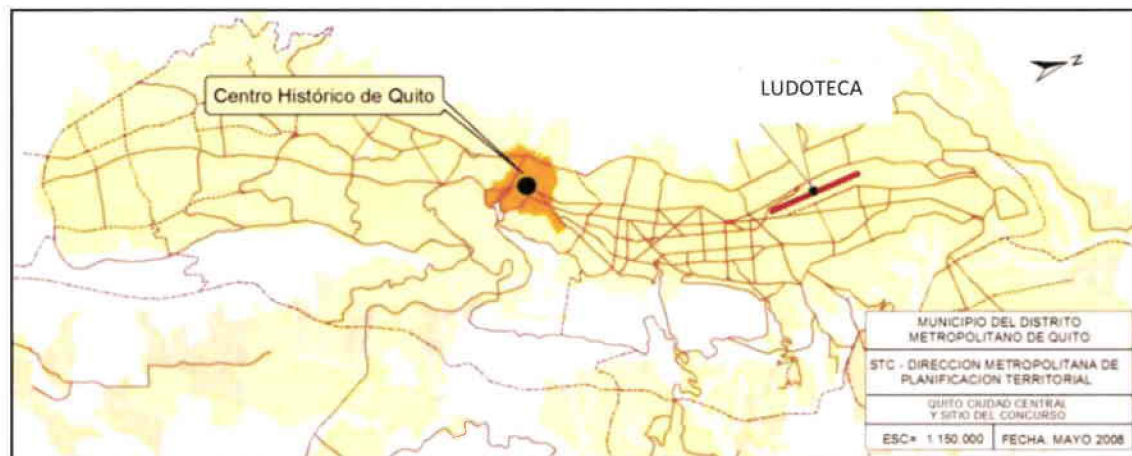 Centro Histórico de Quito
LUDOTECA
Z
MUNICIPIO DEL DISTRITO
METROPOLITANO DE QUITO
STC - DIRECCION METROPOLITANA DE
PLANIFICACION TERRITORIAL
QUITO CIUDAD CENTRAL
Y SITIO DEL CONCURSO
ESC= 1.150.000
FECHA. MAYO 2008